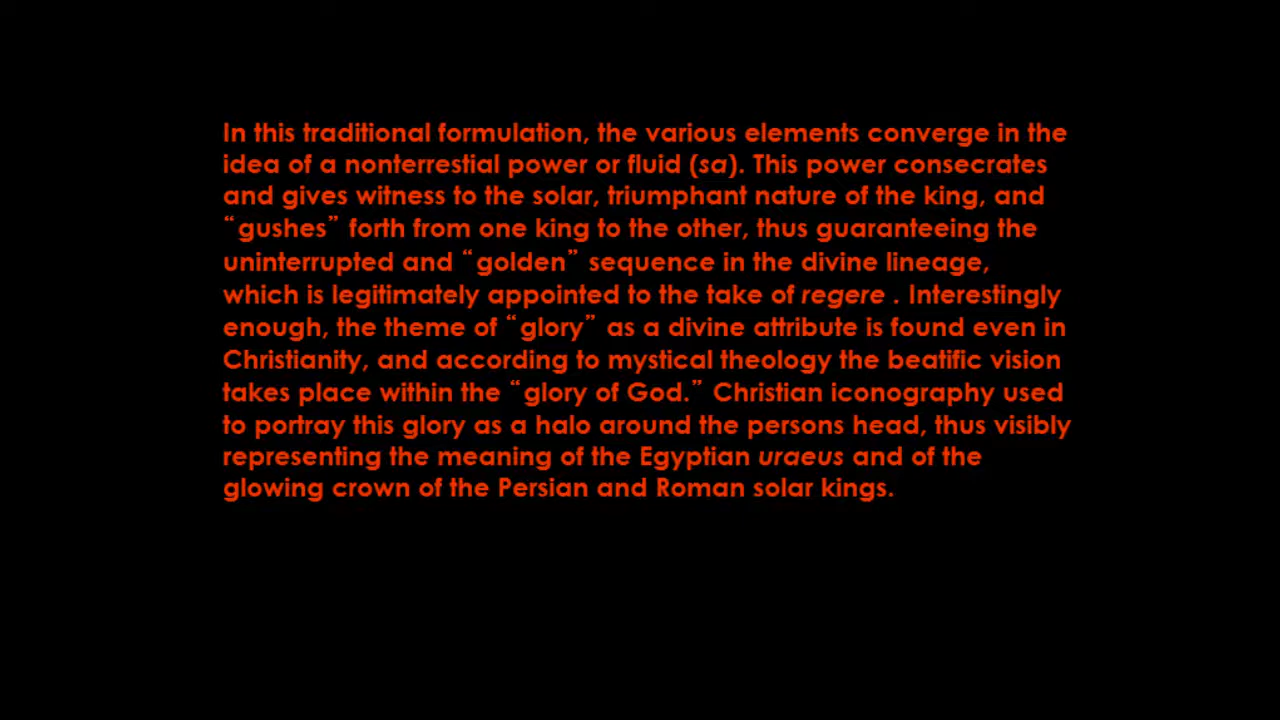 In this traditional formulation, the various elements converge in the
idea of a nonterrestial power or fluid (sa). This power consecrates
and gives witness to the solar, triumphant nature of the king, and
“gushes” forth from one king to the other, thus guaranteeing the
uninterrupted and “golden” sequence in the divine lineage,
which is legitimately appointed to the take of regere . Interestingly
enough, the theme of “glory” as a divine attribute is found even in
Christianity, and according to mystical theology the beatific vision
takes place within the “glory of God.” Christian iconography used
to portray this glory as a halo around the persons head, thus visibly
representing the meaning of the Egyptian uraeus and of the
glowing crown of the Persian and Roman solar kings.